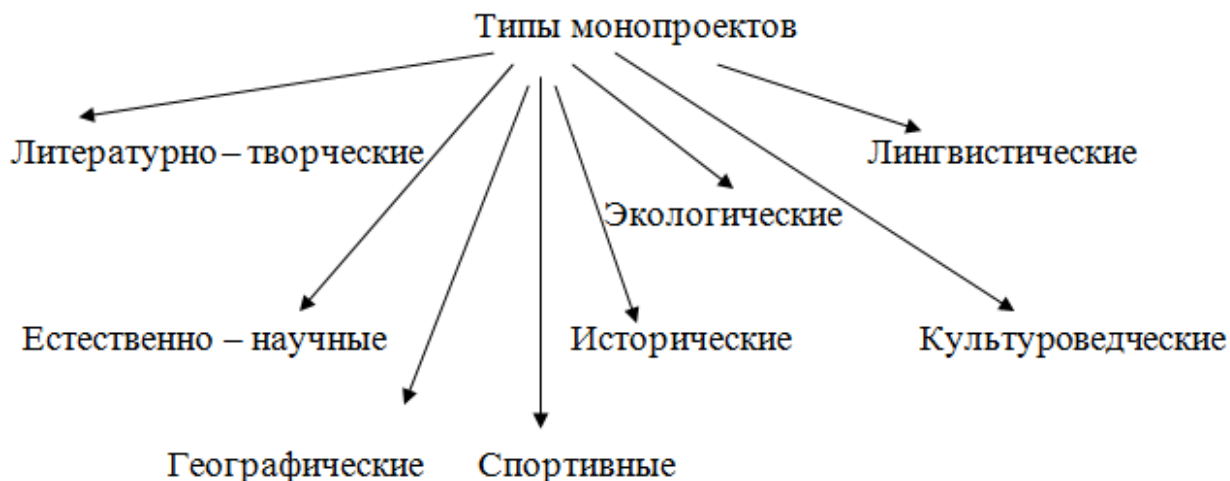 Типы монопроектов
Литературно – творческие
Лингвистические
Экологические
Естественно – научные
Исторические
Культуроведческие
Географические
Спортивные